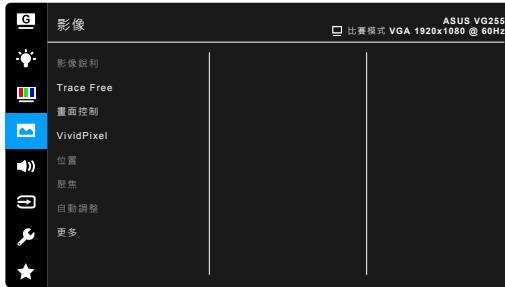 G
影像
ASUS VG255
比賽模式 VGA 1920x1080 @ 60Hz
影像銳利
Trace Free
畫面控制
VividPixel
位置
聚焦
自動調整
更多